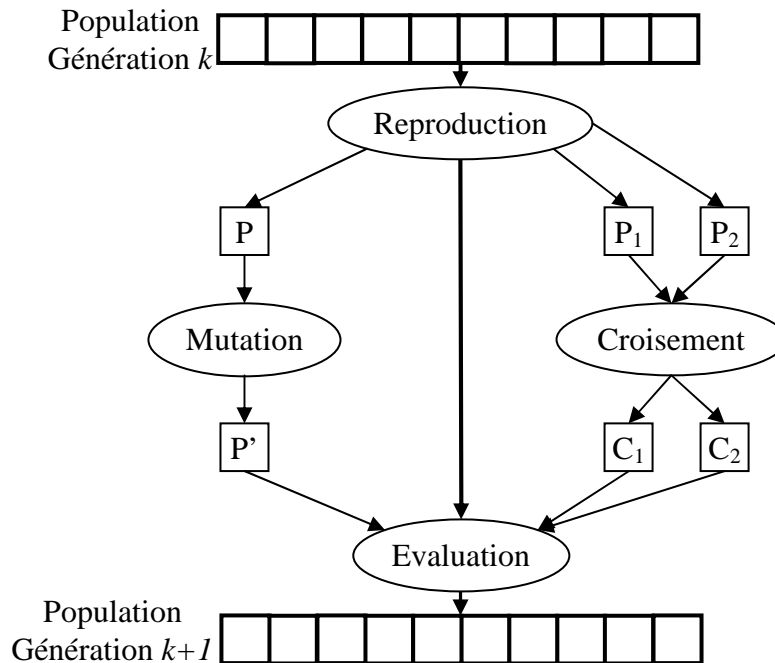 Population
Génération k
Reproduction
P
P₁
P₂
Mutation
Croisement
P’
C₁
C₂
Evaluation
Population
Génération k+1